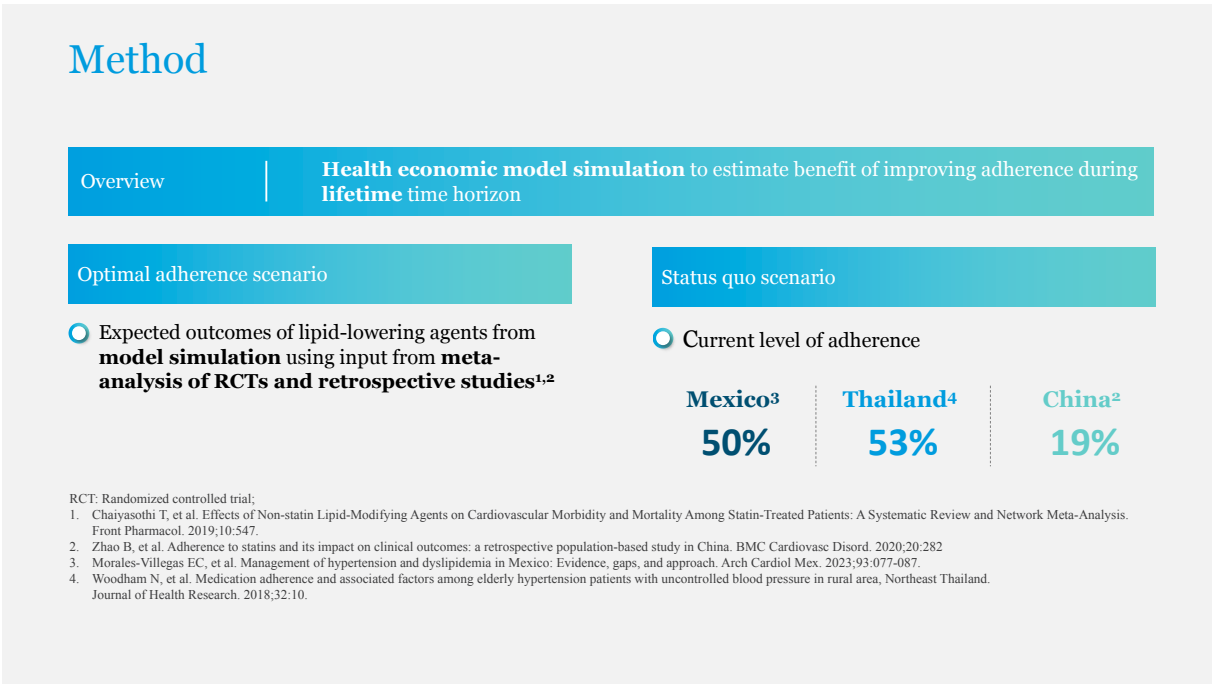 Method
Overview
Health economic model simulation to estimate benefit of improving adherence during
lifetime time horizon
Optimal adherence scenario
Expected outcomes of lipid-lowering agents from
model simulation using input from meta-
analysis of RCTs and retrospective studies¹,²
Status quo scenario
Current level of adherence
Mexico³
50%
Thailand⁴
53%
China²
19%
RCT: Randomized controlled trial;
1. Chaiyasothi T, et al. Effects of Non-statin Lipid-Modifying Agents on Cardiovascular Morbidity and Mortality Among Statin-Treated Patients: A Systematic Review and Network Meta-Analysis.
Front Pharmacol. 2019;10:547.
2. Zhao B, et al. Adherence to statins and its impact on clinical outcomes: a retrospective population-based study in China. BMC Cardiovasc Disord. 2020;20:282
3. Morales-Villegas EC, et al. Management of hypertension and dyslipidemia in Mexico: Evidence, gaps, and approach. Arch Cardiol Mex. 2023;93:077-087.
4. Woodham N, et al. Medication adherence and associated factors among elderly hypertension patients with uncontrolled blood pressure in rural area, Northeast Thailand.
Journal of Health Research. 2018;32:10.